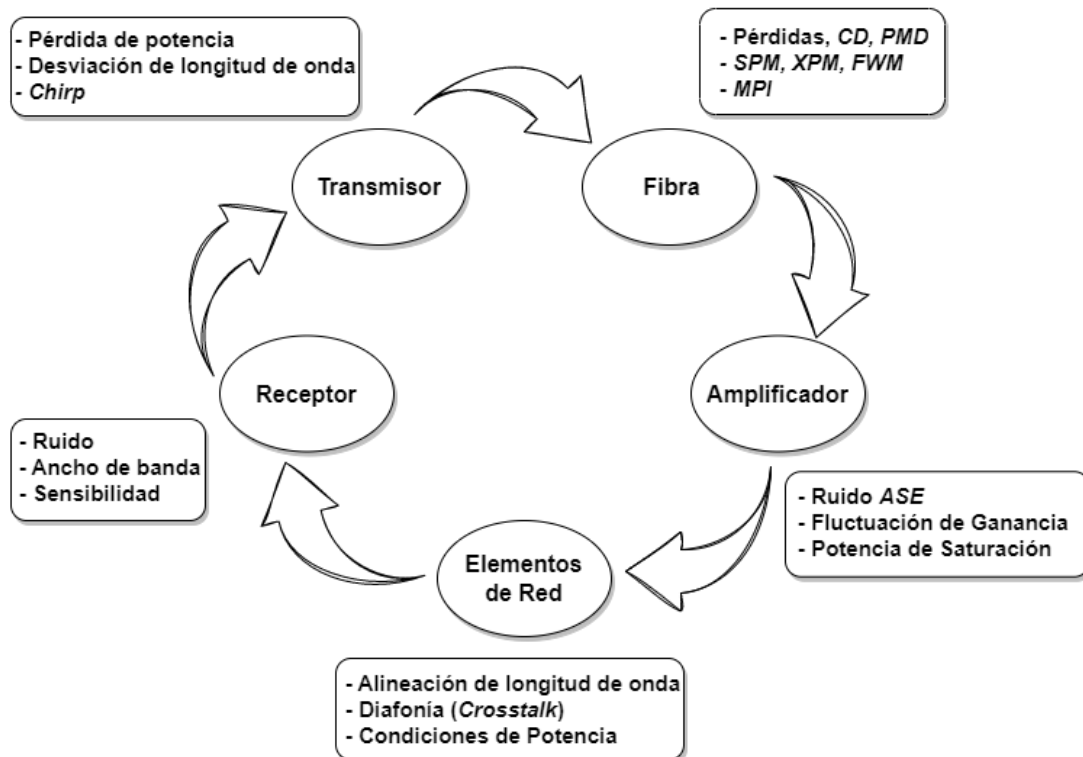 - Pérdida de potencia
- Desviación de longitud de onda
- Chirp
- Pérdidas, CD, PMD
- SPM, XPM, FWM
- MPI
Transmisor
Fibra
Receptor
Amplificador
- Ruido
- Ancho de banda
- Sensibilidad
- Ruido ASE
- Fluctuación de Ganancia
- Potencia de Saturación
Elementos
de Red
- Alineación de longitud de onda
- Diafonía (Crosstalk)
- Condiciones de Potencia